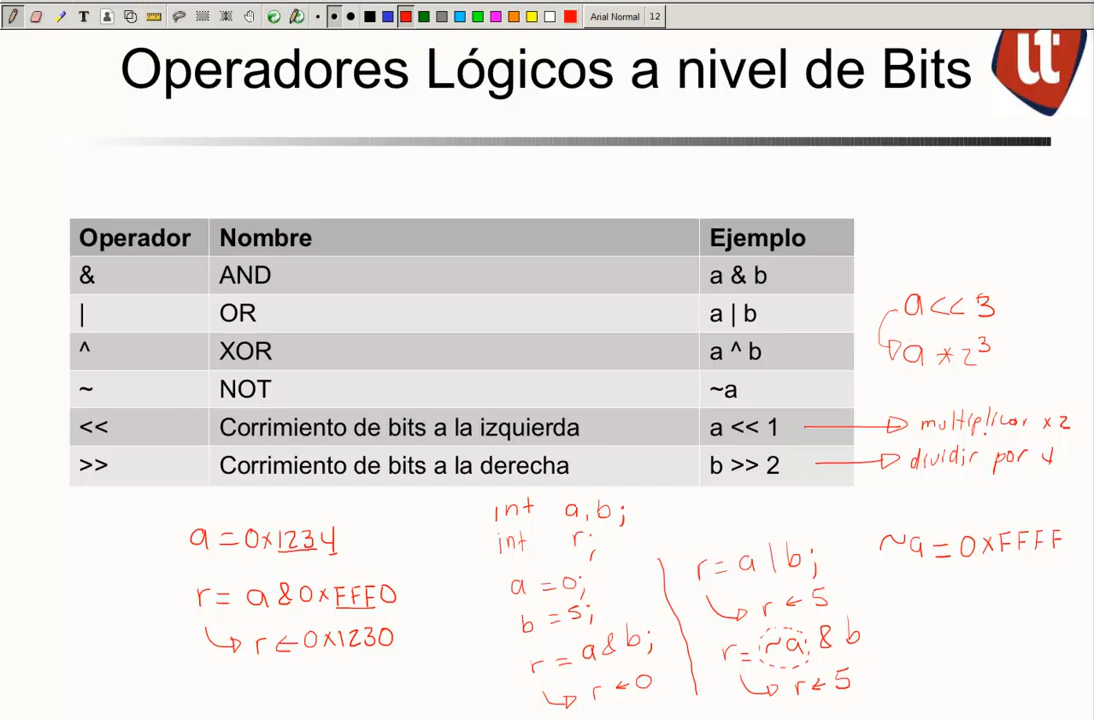 Arial Normal 12
Operadores Lógicos a nivel de Bits
Operador Nombre Ejemplo
& AND a & b
| OR a | b
^ XOR a ^ b
~ NOT ~a
<< Corrimiento de bits a la izquierda a << 1
>> Corrimiento de bits a la derecha b >> 2
a<<3
a*2³
multiplicar x2
dividir por 4
a=0x1234
r= a&0xFFF0
r←0x1230
int a,b;
int r;
a=0;
b=5;
r=a&b;
r←0
r=a|b;
r←5
r=~a&b
r←5
~a=0xFFFF